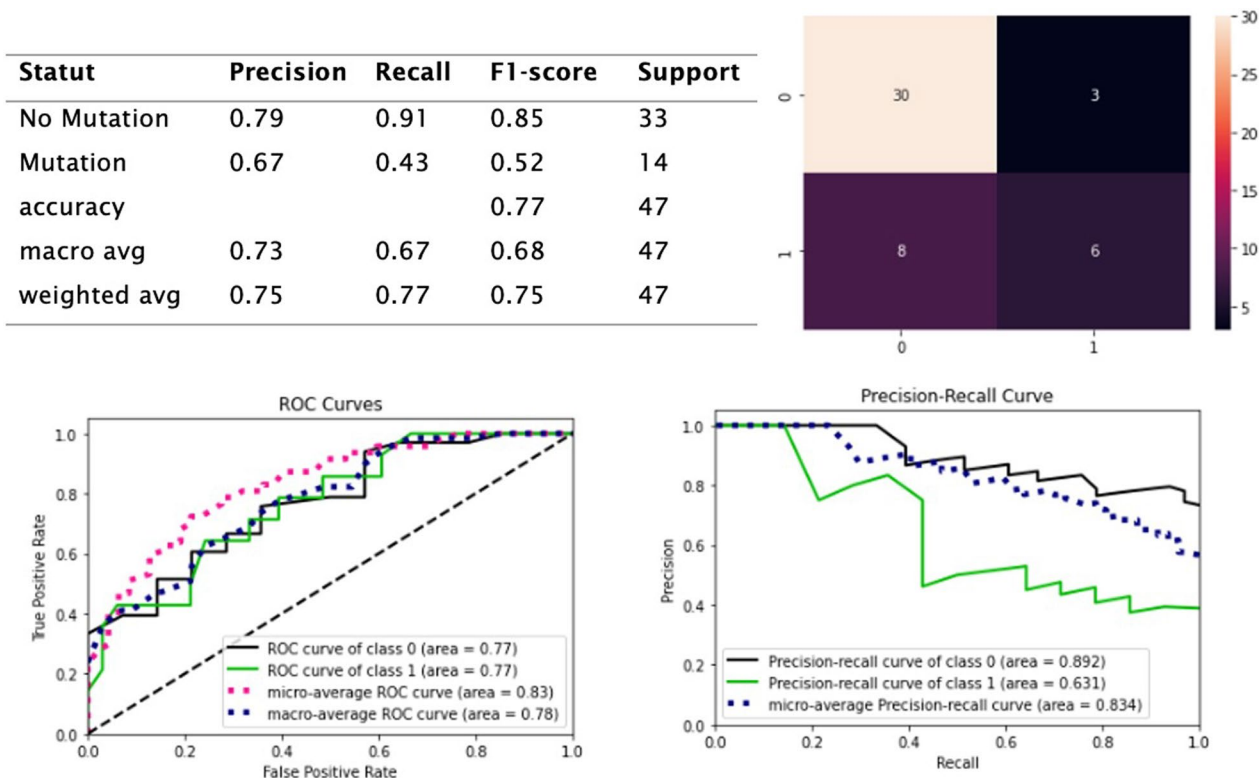 Statut Precision Recall F1-score Support
No Mutation 0.79 0.91 0.85 33
Mutation 0.67 0.43 0.52 14
accuracy 0.77 47
macro avg 0.73 0.67 0.68 47
weighted avg 0.75 0.77 0.75 47
0
1
30 3
8 6
0 1
30
25
20
15
10
5
ROC Curves
True Positive Rate
1.0
0.8
0.6
0.4
0.2
0.0
ROC curve of class 0 (area = 0.77)
ROC curve of class 1 (area = 0.77)
micro-average ROC curve (area = 0.83)
macro-average ROC curve (area = 0.78)
0.0 0.2 0.4 0.6 0.8 1.0
False Positive Rate
Precision-Recall Curve
Precision
1.0
0.8
0.6
0.4
0.2
0.0
Precision-recall curve of class 0 (area = 0.892)
Precision-recall curve of class 1 (area = 0.631)
micro-average Precision-recall curve (area = 0.834)
0.0 0.2 0.4 0.6 0.8 1.0
Recall